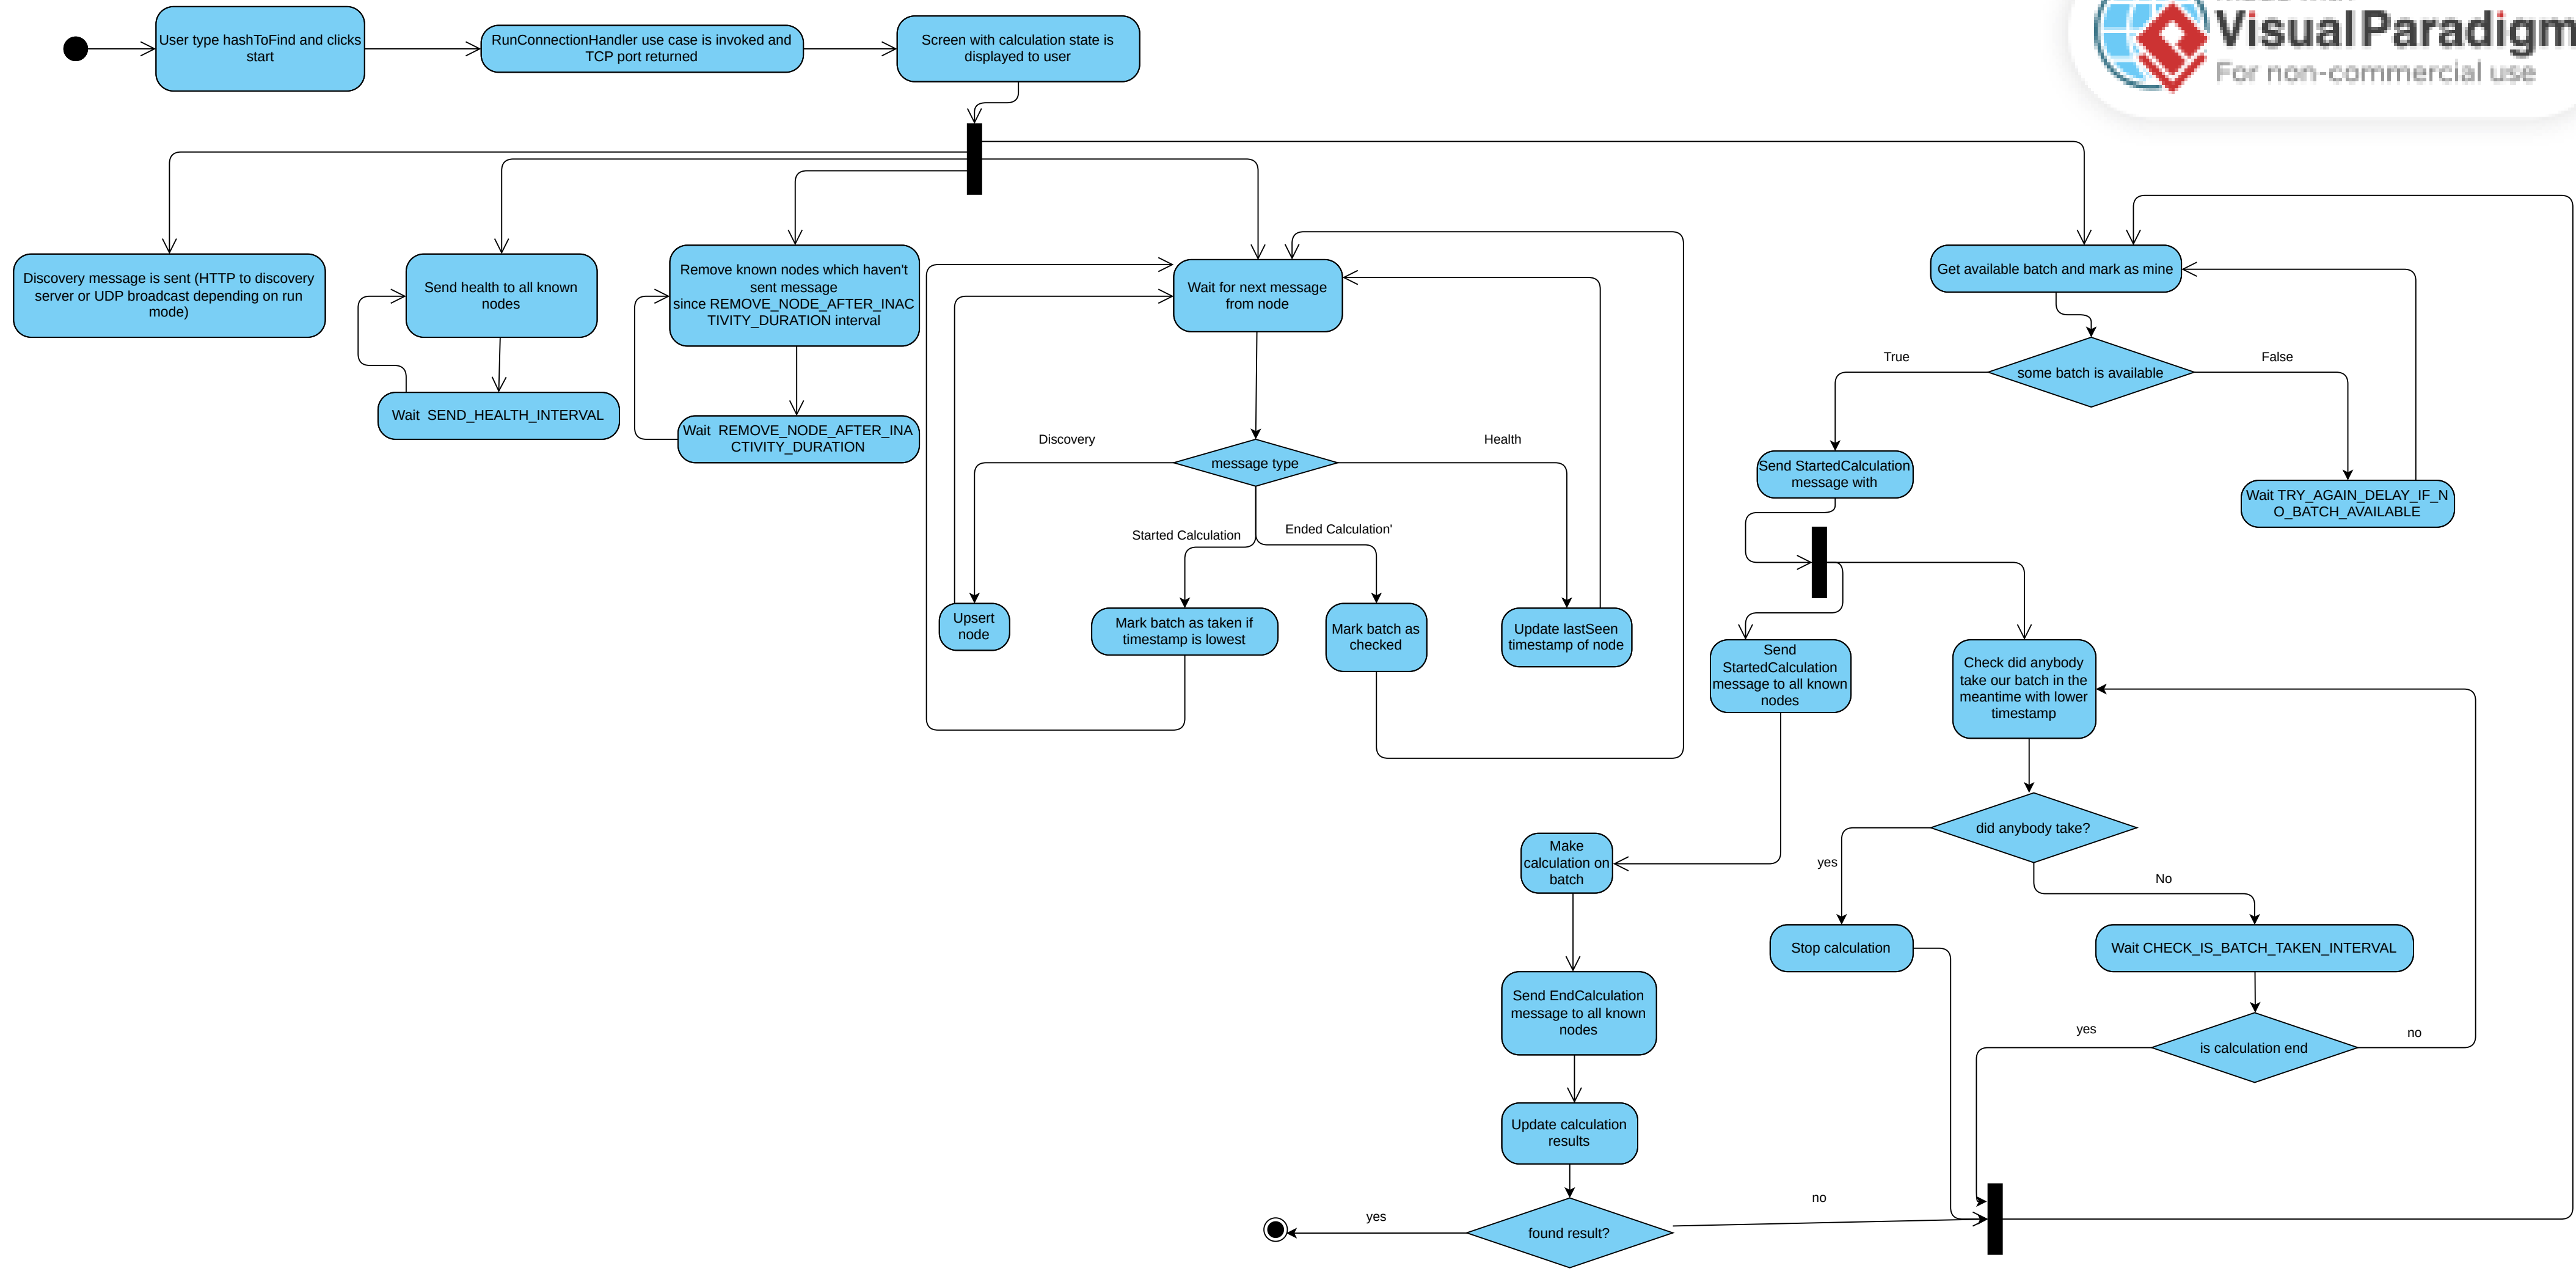 VisualParadigm
For non-commercial use
User type hashToFind and clicks
start
RunConnectionHandler use case is invoked and
TCP port returned
Screen with calculation state is
displayed to user
Discovery message is sent (HTTP to discovery
server or UDP broadcast depending on run
mode)
Send health to all known
nodes
Wait  SEND_HEALTH_INTERVAL
Remove known nodes which haven't
sent message
since REMOVE_NODE_AFTER_INAC
TIVITY_DURATION interval
Wait  REMOVE_NODE_AFTER_INA
CTIVITY_DURATION
Wait for next message
from node
message type
Discovery
Health
Started Calculation
Ended Calculation'
Upsert
node
Mark batch as taken if
timestamp is lowest
Mark batch as
checked
Update lastSeen
timestamp of node
Get available batch and mark as mine
some batch is available
True
False
Send StartedCalculation
message with
Wait TRY_AGAIN_DELAY_IF_N
O_BATCH_AVAILABLE
Send
StartedCalculation
message to all known
nodes
Check did anybody
take our batch in the
meantime with lower
timestamp
did anybody take?
yes
No
Make
calculation on
batch
Stop calculation
Wait CHECK_IS_BATCH_TAKEN_INTERVAL
Send EndCalculation
message to all known
nodes
is calculation end
yes
no
Update calculation
results
found result?
yes
no